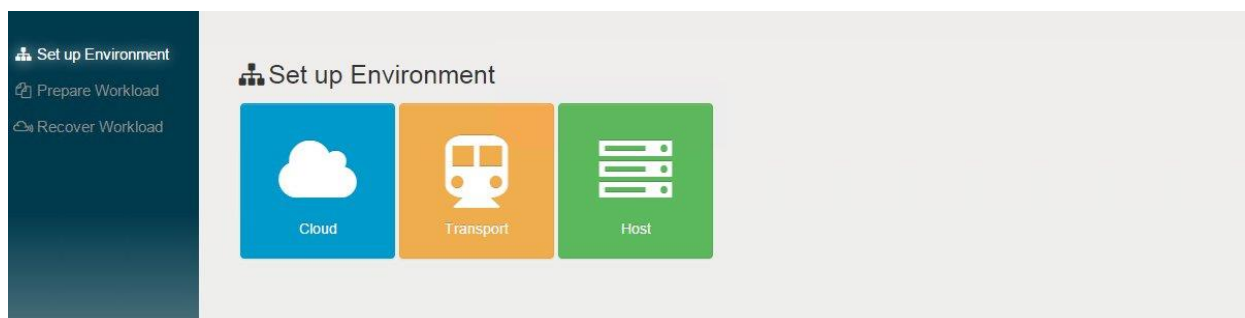 Set up Environment
Prepare Workload
Recover Workload
Set up Environment
Cloud
Transport
Host